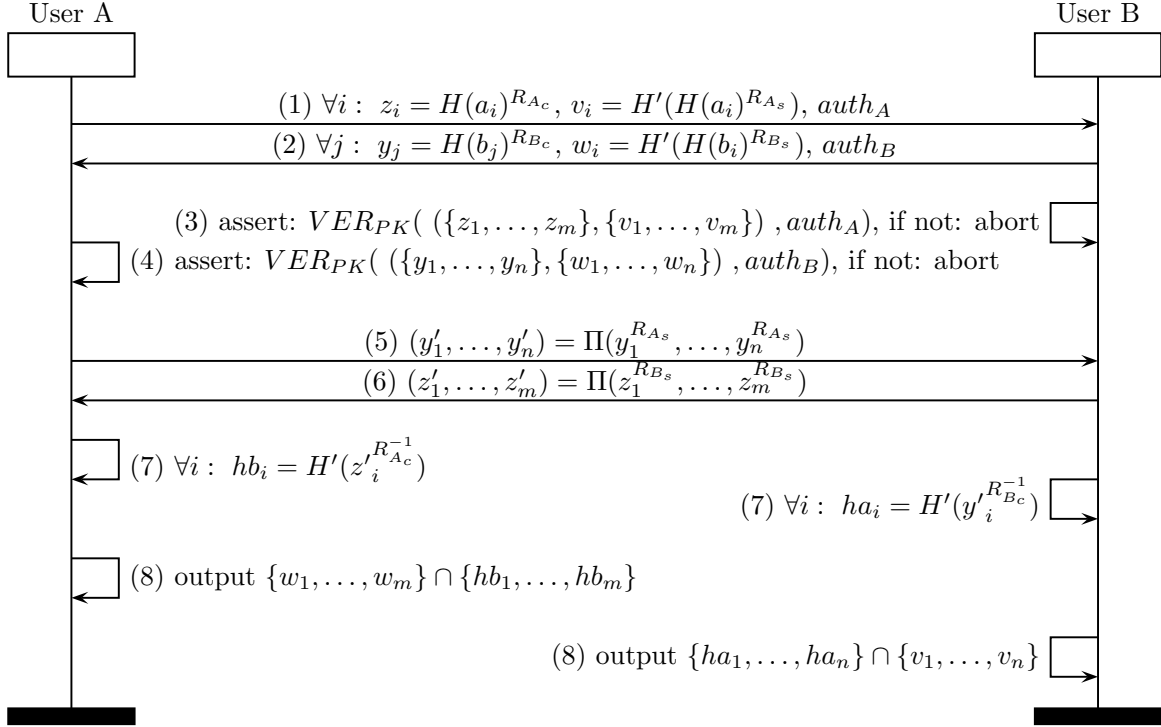 User A
User B
(1) ∀i : z_i = H(a_i)^{R_{A_c}}, v_i = H'(H(a_i)^{R_{A_s}}), auth_A
(2) ∀j : y_j = H(b_j)^{R_{B_c}}, w_i = H'(H(b_i)^{R_{B_s}}), auth_B
(3) assert: VER_{PK}( ({z_1, . . . , z_m}, {v_1, . . . , v_m}) , auth_A), if not: abort
(4) assert: VER_{PK}( ({y_1, . . . , y_n}, {w_1, . . . , w_n}) , auth_B), if not: abort
(5) (y'_1, . . . , y'_n) = Π(y_1^{R_{A_s}}, . . . , y_n^{R_{A_s}})
(6) (z'_1, . . . , z'_m) = Π(z_1^{R_{B_s}}, . . . , z_m^{R_{B_s}})
(7) ∀i : hb_i = H'(z'_i^{R_{A_c}^{-1}})
(7) ∀i : ha_i = H'(y'_i^{R_{B_c}^{-1}})
(8) output {w_1, . . . , w_m} ∩ {hb_1, . . . , hb_m}
(8) output {ha_1, . . . , ha_n} ∩ {v_1, . . . , v_n}